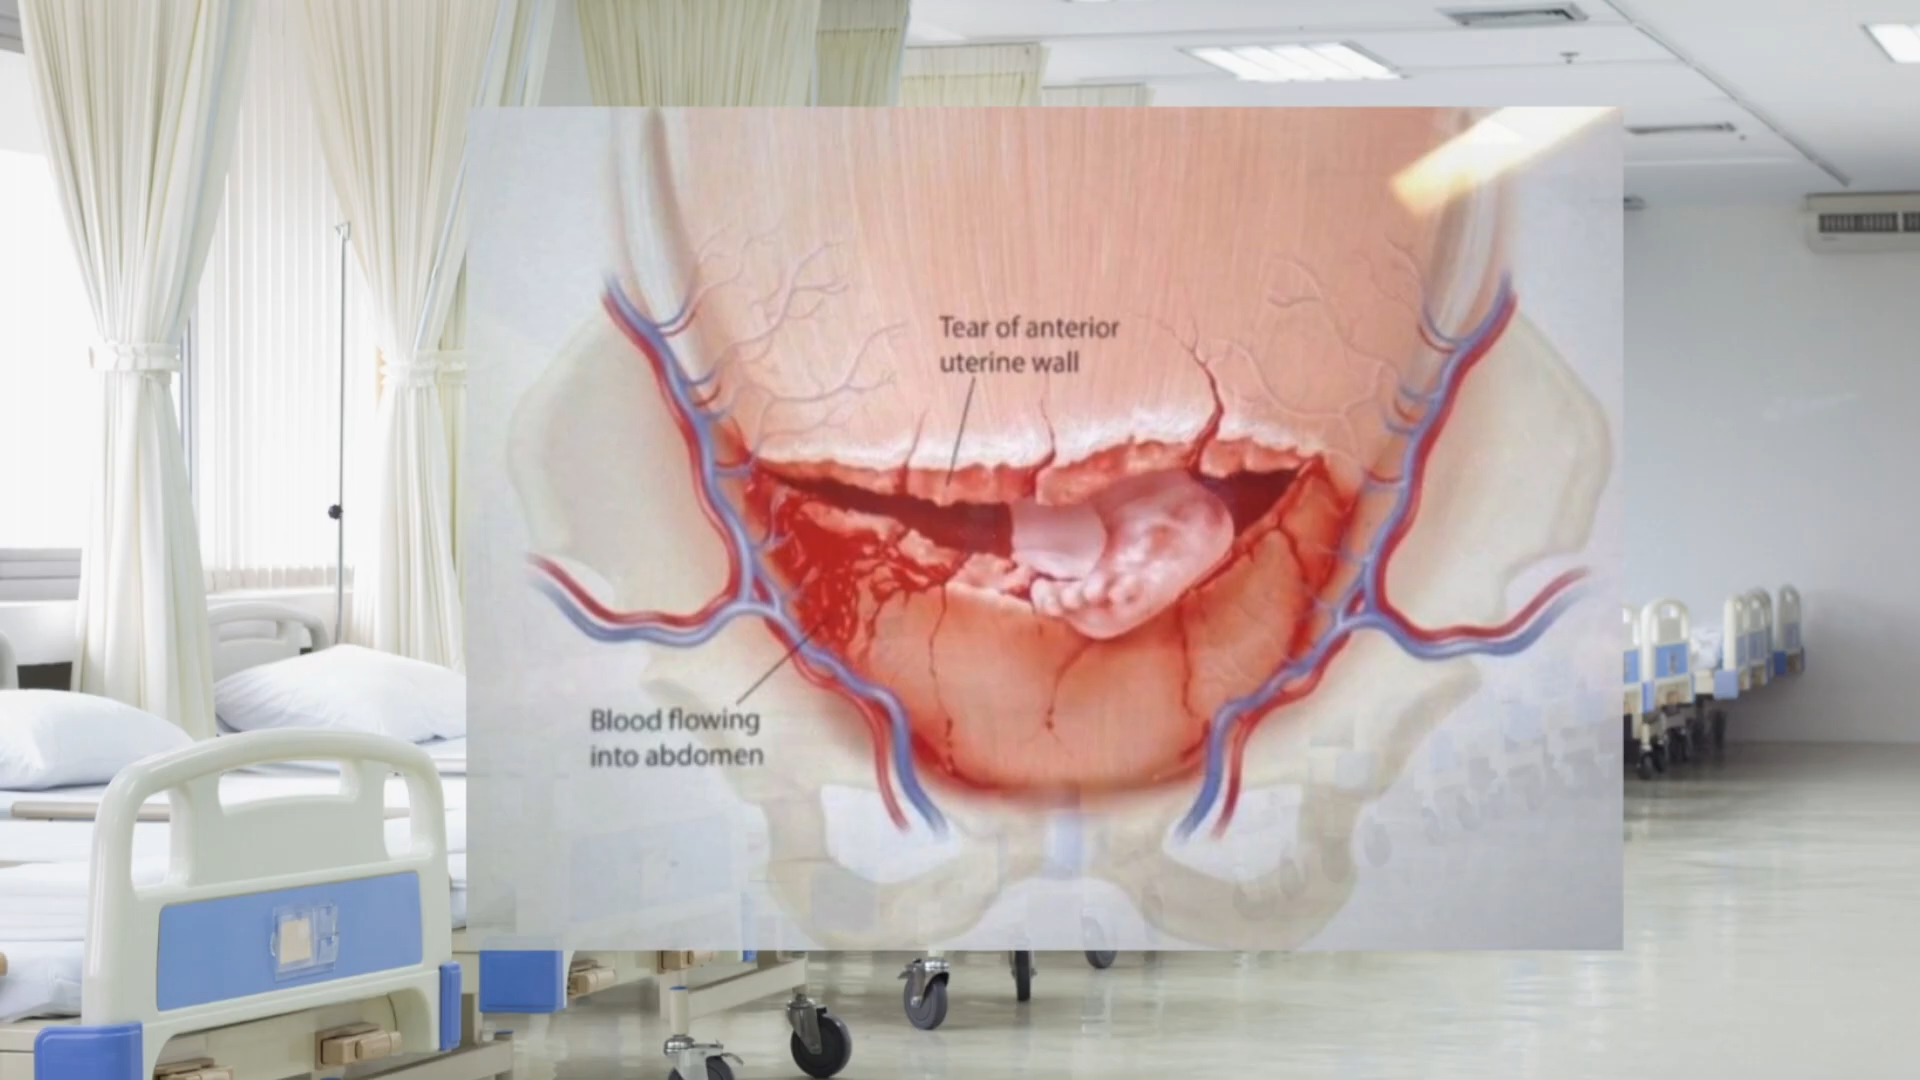 Tear of anterior
uterine wall
Blood flowing
into abdomen